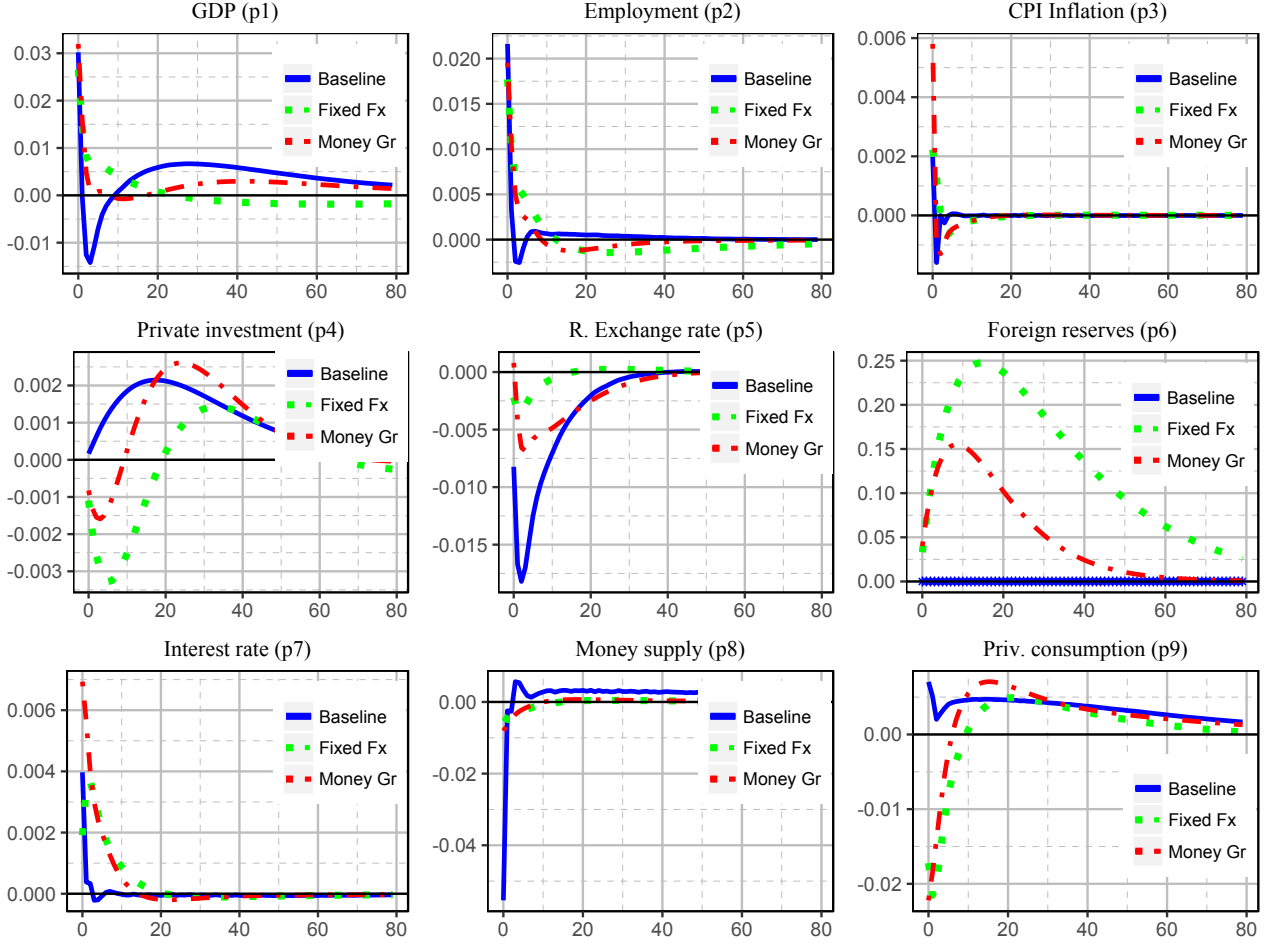 GDP (p1)
0.03
0.02
0.01
0.00
-0.01
0
20
40
60
80
Baseline
Fixed Fx
Money Gr
Employment (p2)
0.020
0.015
0.010
0.005
0.000
0
20
40
60
80
Baseline
Fixed Fx
Money Gr
CPI Inflation (p3)
0.006
0.004
0.002
0.000
0
20
40
60
80
Baseline
Fixed Fx
Money Gr
Private investment (p4)
0.002
0.001
0.000
-0.001
-0.002
-0.003
0
20
40
60
80
Baseline
Fixed Fx
Money Gr
R. Exchange rate (p5)
0.000
-0.005
-0.010
-0.015
0
20
40
60
80
Baseline
Fixed Fx
Money Gr
Foreign reserves (p6)
0.25
0.20
0.15
0.10
0.05
0.00
0
20
40
60
80
Baseline
Fixed Fx
Money Gr
Interest rate (p7)
0.006
0.004
0.002
0.000
0
20
40
60
80
Baseline
Fixed Fx
Money Gr
Money supply (p8)
0.00
-0.02
-0.04
0
20
40
60
80
Baseline
Fixed Fx
Money Gr
Priv. consumption (p9)
0.00
-0.01
-0.02
0
20
40
60
80
Baseline
Fixed Fx
Money Gr